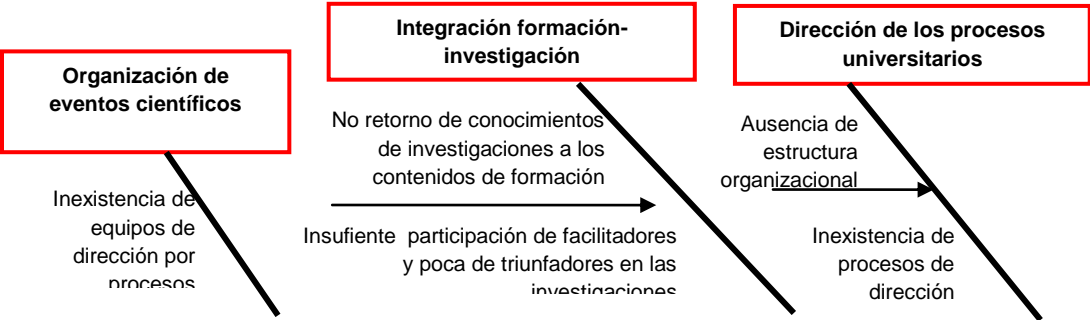 Organización de
eventos científicos
Inexistencia de
equipos de
dirección por
procesos
Integración formación-
investigación
No retorno de conocimientos
de investigaciones a los
contenidos de formación
Insufiente participación de facilitadores
y poca de triunfadores en las
investigaciones
Dirección de los procesos
universitarios
Ausencia de
estructura
organizacional
Inexistencia de
procesos de
dirección